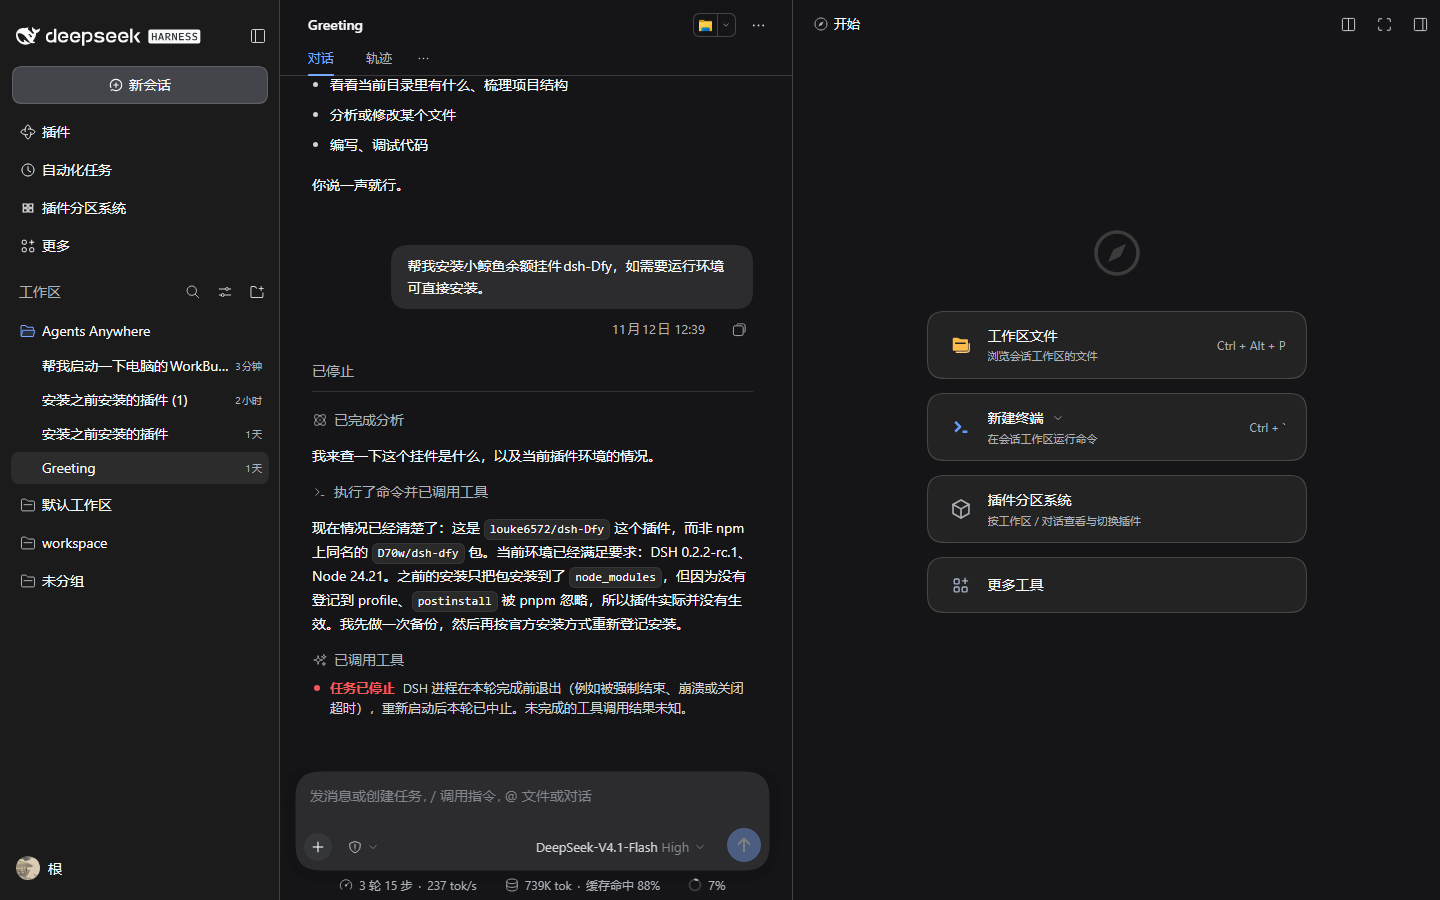 deepseek HARNESS
新会话
插件
自动化任务
插件分区系统
更多
工作区
Agents Anywhere
帮我启动一下电脑的WorkBu... 3分钟
安装之前安装的插件 (1) 2小时
安装之前安装的插件 1天
Greeting 1天
默认工作区
workspace
未分组
根
Greeting
对话 轨迹 ...
看看当前目录里有什么、梳理项目结构
分析或修改某个文件
编写、调试代码
你说一声就行。
帮我安装小鲸鱼余额挂件dsh-Dfy，如需要运行环境
可直接安装。
11月12日 12:39
已停止
已完成分析
我来查一下这个挂件是什么，以及当前插件环境的情况。
执行了命令并已调用工具
现在情况已经清楚了：这是 louke6572/dsh-Dfy 这个插件，而非 npm
上同名的 D70w/dsh-dfy 包。当前环境已经满足要求：DSH 0.2.2-rc.1、
Node 24.21。之前的安装只把包安装到了 node_modules ，但因为没有
登记到 profile、 postinstall 被 pnpm 忽略，所以插件实际并没有生
效。我先做一次备份，然后再按官方安装方式重新登记安装。
已调用工具
任务已停止 DSH 进程在本轮完成前退出（例如被强制结束、崩溃或关闭
超时），重新启动后本轮已中止。未完成的工具调用结果未知。
发消息或创建任务, / 调用指令, @ 文件或对话
DeepSeek-V4.1-Flash High
3 轮 15 步 · 237 tok/s 739K tok · 缓存命中 88% 7%
开始
工作区文件
浏览会话工作区的文件
Ctrl + Alt + P
新建终端
在会话工作区运行命令
Ctrl + `
插件分区系统
按工作区 / 对话查看与切换插件
更多工具